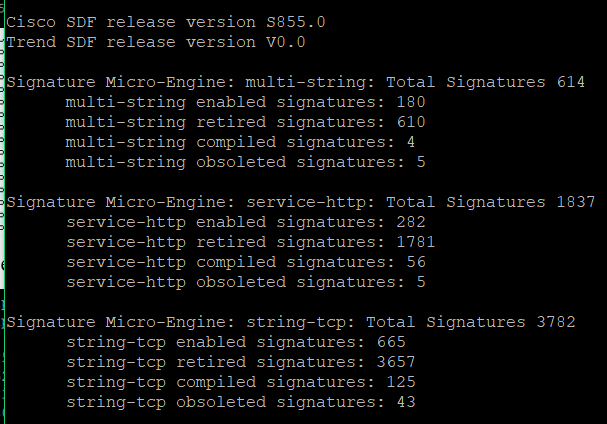 Cisco SDF release version S855.0
Trend SDF release version V0.0
Signature Micro-Engine: multi-string: Total Signatures 614
multi-string enabled signatures: 180
multi-string retired signatures: 610
multi-string compiled signatures: 4
multi-string obsoleted signatures: 5
Signature Micro-Engine: service-http: Total Signatures 1837
service-http enabled signatures: 282
service-http retired signatures: 1781
service-http compiled signatures: 56
service-http obsoleted signatures: 5
Signature Micro-Engine: string-tcp: Total Signatures 3782
string-tcp enabled signatures: 665
string-tcp retired signatures: 3657
string-tcp compiled signatures: 125
string-tcp obsoleted signatures: 43